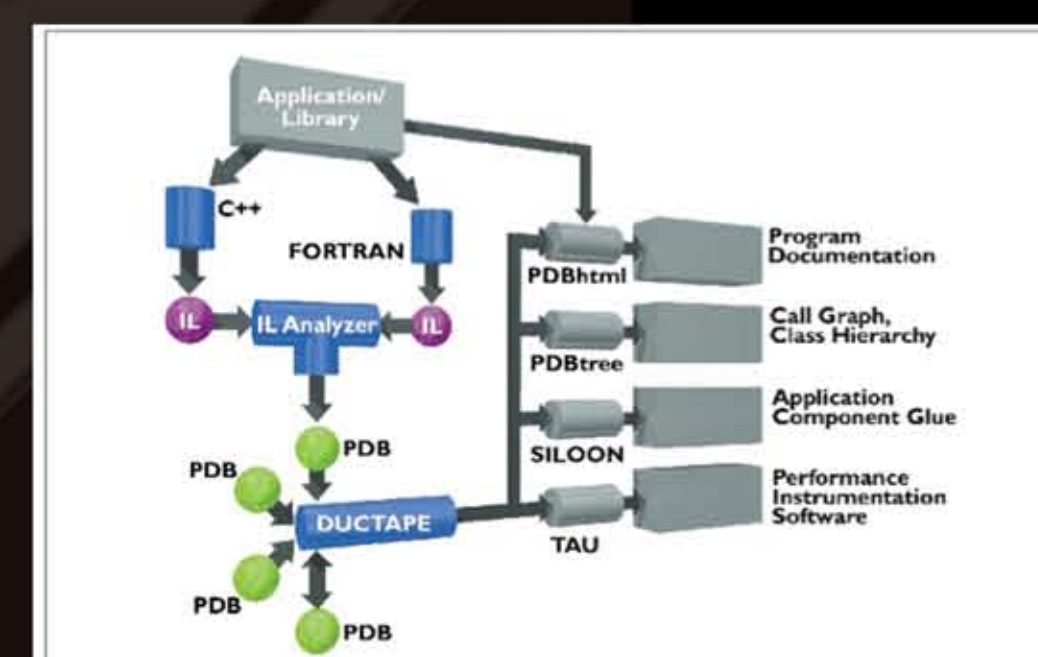 Application/
Library
C++
FORTRAN
IL
IL Analyzer
IL
PDB
PDB
DUCTAPE
PDB
PDB
PDBhtml
Program
Documentation
PDBtree
Call Graph,
Class Hierarchy
SILOON
Application
Component Glue
TAU
Performance
Instrumentation
Software